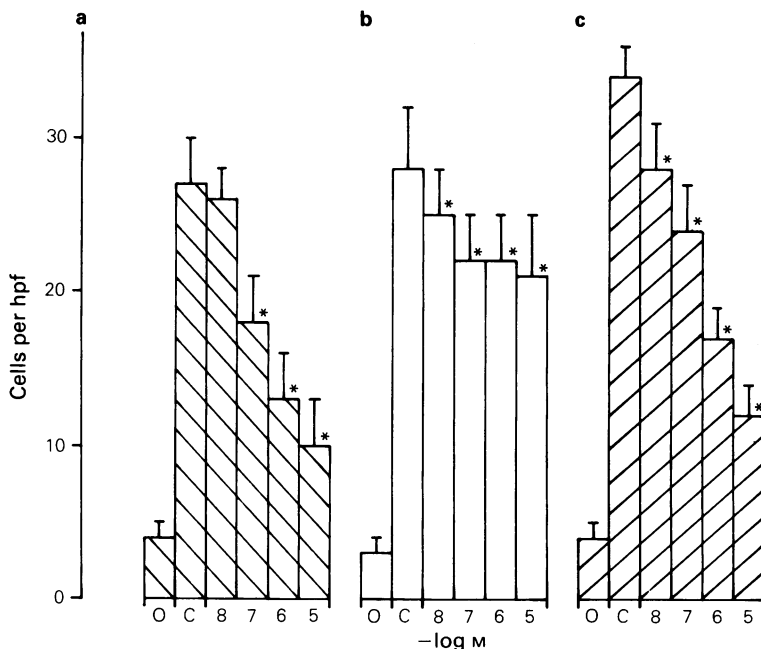 a b c
Cells per hpf
30
20
10
0
* * *
* * * *
* * * *
O C 8 7 6 5 O C 8 7 6 5 O C 8 7 6 5
−log M